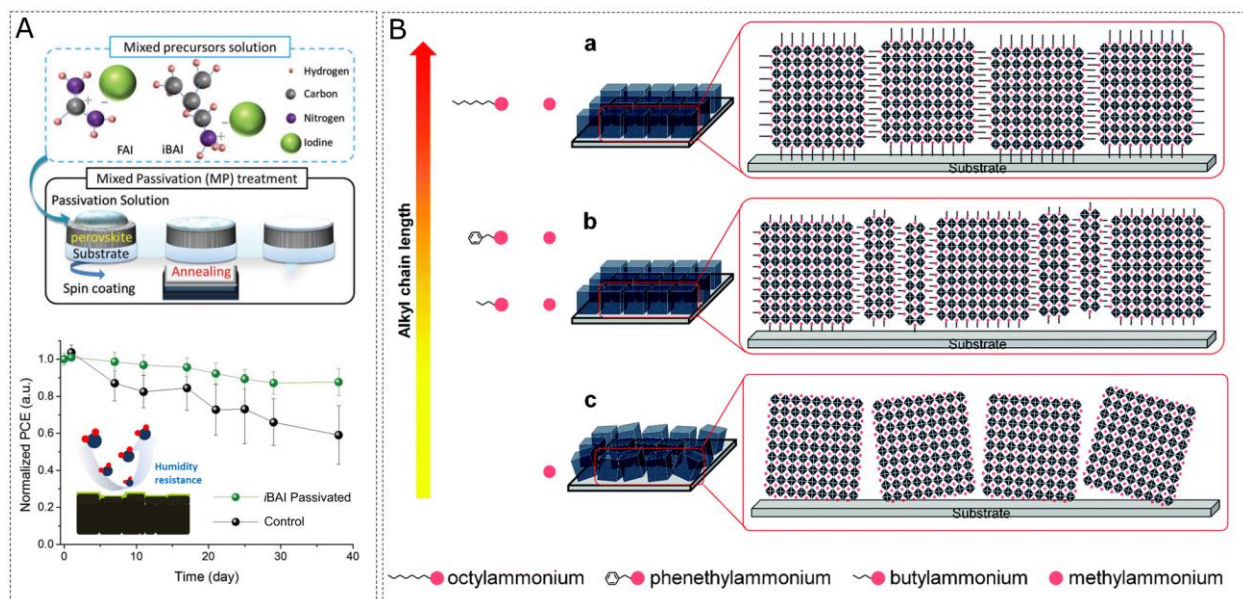 A
Mixed precursors solution
Hydrogen
Carbon
Nitrogen
Iodine
+
−
+
−
FAI
iBAI
Mixed Passivation (MP) treatment
Passivation Solution
perovskite
Substrate
Annealing
Spin coating
Normalized PCE (a.u.)
1.0
0.8
0.6
0.4
0.2
0.0
Humidity
resistance
iBAI Passivated
Control
0
10
20
30
40
Time (day)
B
Alkyl chain length
a
Substrate
b
Substrate
c
Substrate
octylammonium
phenethylammonium
butylammonium
methylammonium